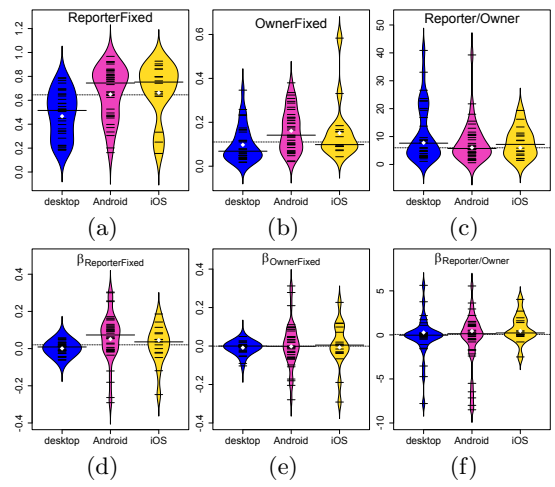 ReporterFixed
OwnerFixed
Reporter/Owner
1.2
1.0
0.8
0.6
0.4
0.2
0.0
desktop Android iOS
0.6
0.4
0.2
0.0
desktop Android iOS
50
40
30
20
10
0
desktop Android iOS
(a)
(b)
(c)
βReporterFixed
βOwnerFixed
βReporter/Owner
0.4
0.2
0.0
-0.2
-0.4
desktop Android iOS
0.4
0.2
0.0
-0.2
-0.4
desktop Android iOS
5
0
-5
-10
desktop Android iOS
(d)
(e)
(f)